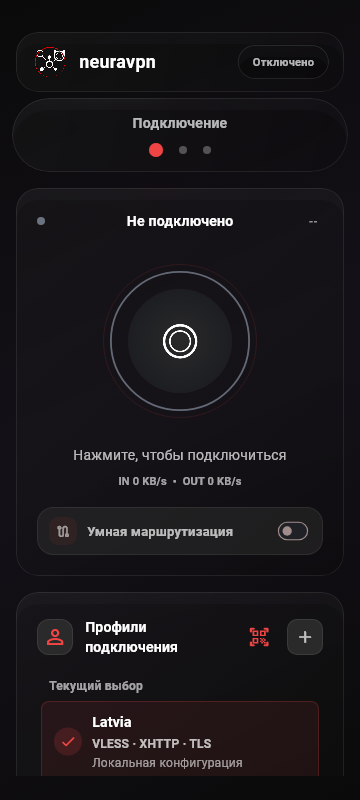 neuravpn
Отключено
Подключение
Не подключено
--
Нажмите, чтобы подключиться
IN 0 KB/s • OUT 0 KB/s
Умная маршрутизация
Профили
подключения
Текущий выбор
Latvia
VLESS · XHTTP · TLS
Локальная конфигурация